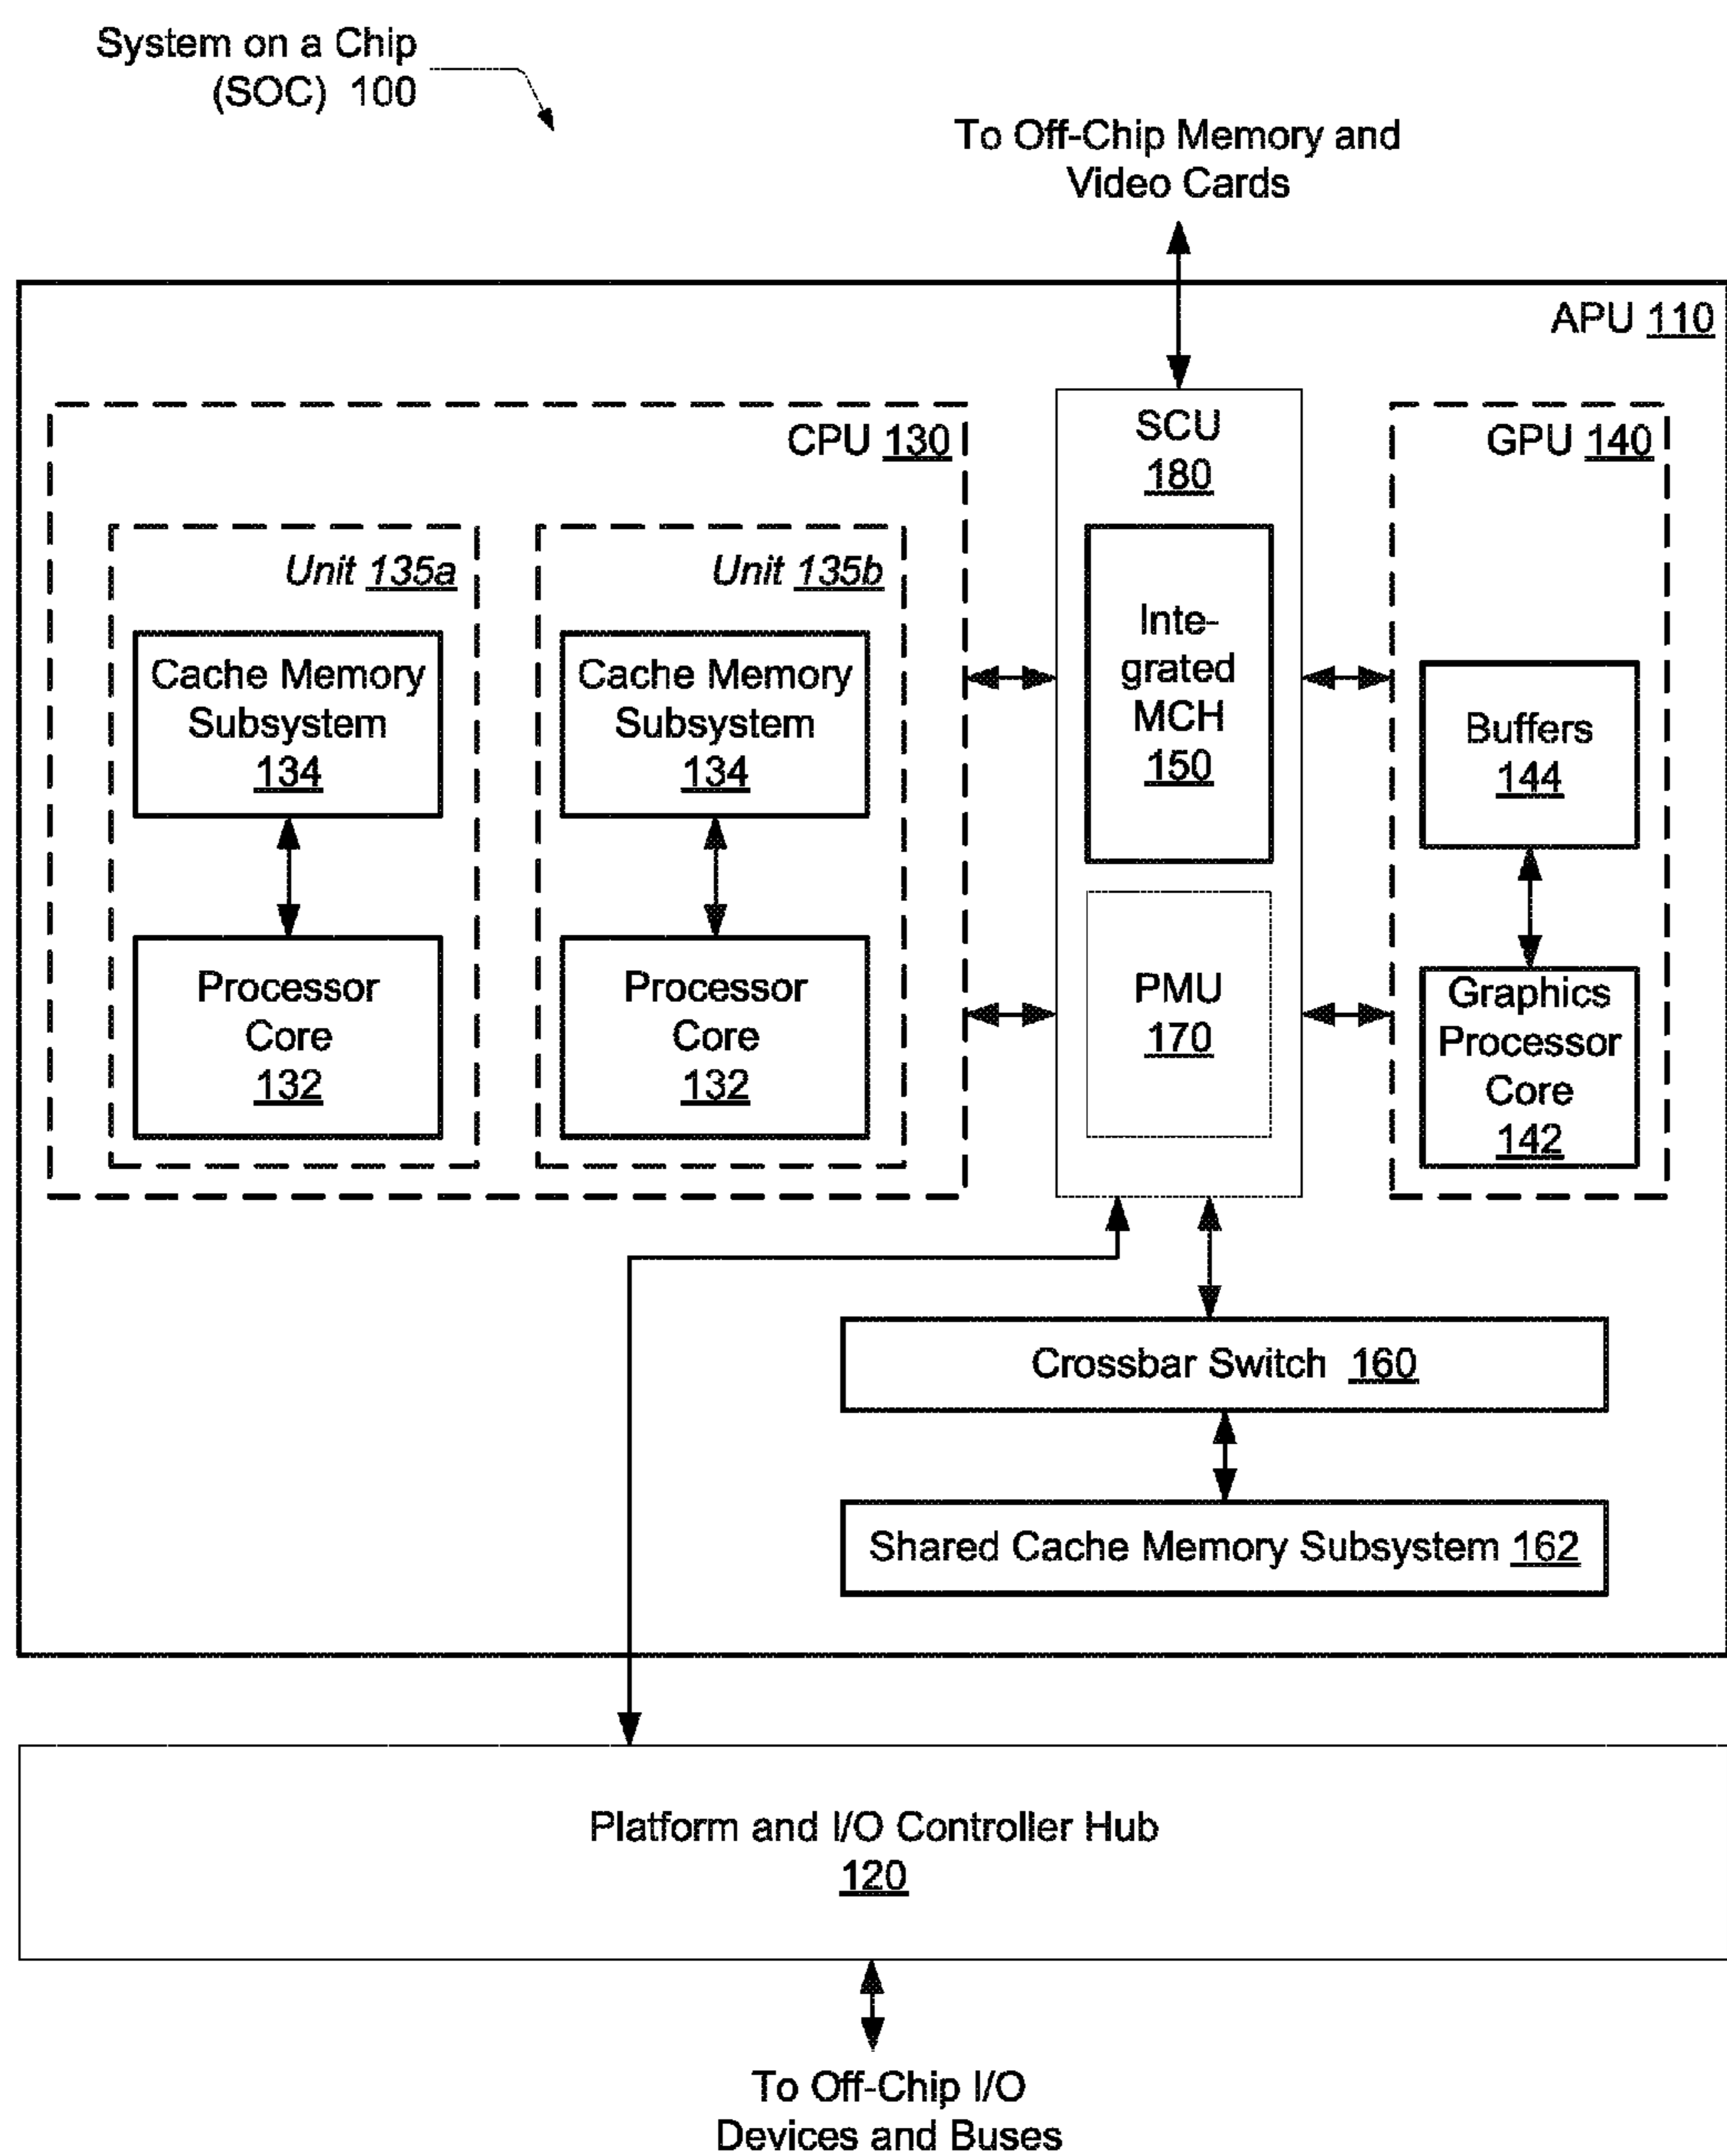 System on a Chip
(SOC) 100
To Off-Chip Memory and
Video Cards
APU 110
CPU 130
Unit 135a
Cache Memory
Subsystem
134
Processor
Core
132
Unit 135b
Cache Memory
Subsystem
134
Processor
Core
132
SCU
180
Inte-
grated
MCH
150
PMU
170
GPU 140
Buffers
144
Graphics
Processor
Core
142
Crossbar Switch 160
Shared Cache Memory Subsystem 162
Platform and I/O Controller Hub
120
To Off-Chip I/O
Devices and Buses